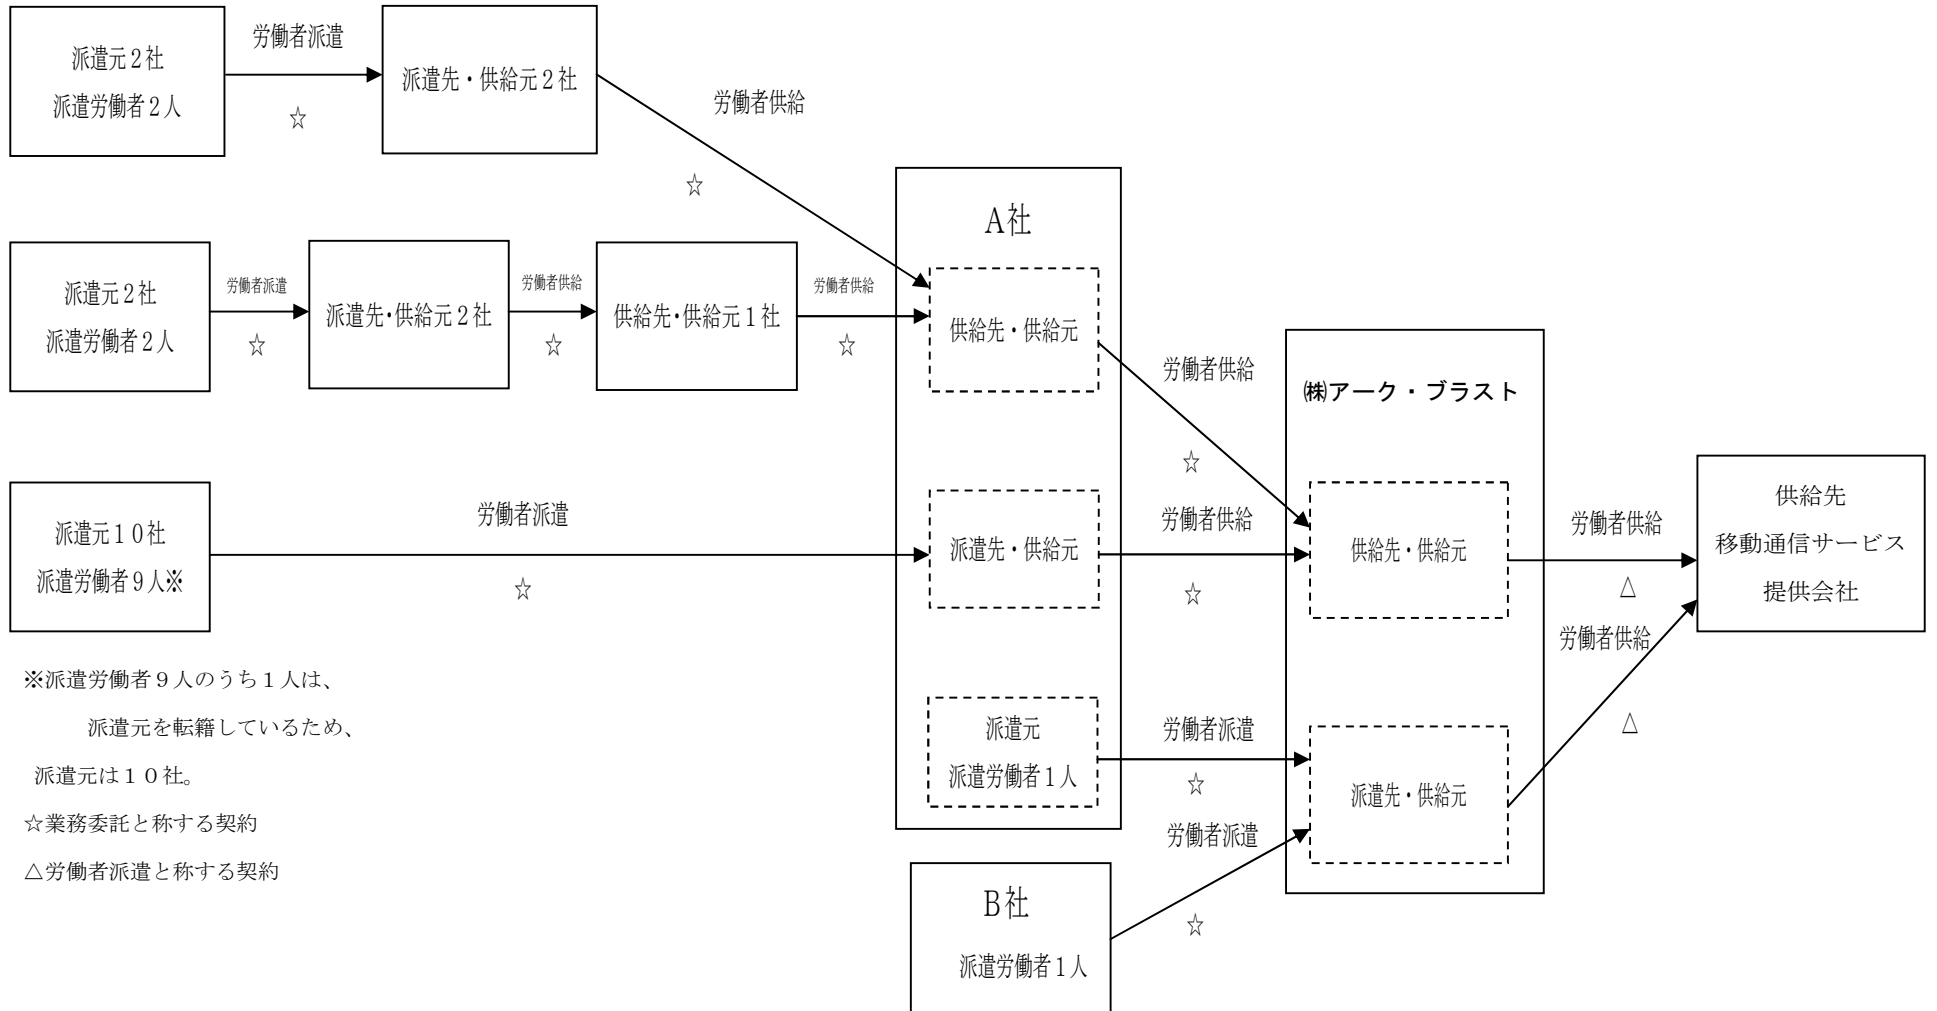 派遣元２社
派遣労働者２人
労働者派遣
☆
派遣先・供給元２社
労働者供給
☆
派遣元２社
派遣労働者２人
労働者派遣
☆
派遣先・供給元２社
労働者供給
☆
供給先・供給元１社
労働者供給
☆
派遣元１０社
派遣労働者９人※
労働者派遣
☆
A社
供給先・供給元
派遣先・供給元
派遣元
派遣労働者１人
労働者供給
☆
労働者供給
☆
労働者派遣
☆
労働者派遣
☆
B社
派遣労働者１人
㈱アーク・ブラスト
供給先・供給元
派遣先・供給元
労働者供給
△
労働者供給
△
供給先
移動通信サービス
提供会社
※派遣労働者９人のうち１人は、
派遣元を転籍しているため、
派遣元は１０社。
☆業務委託と称する契約
△労働者派遣と称する契約